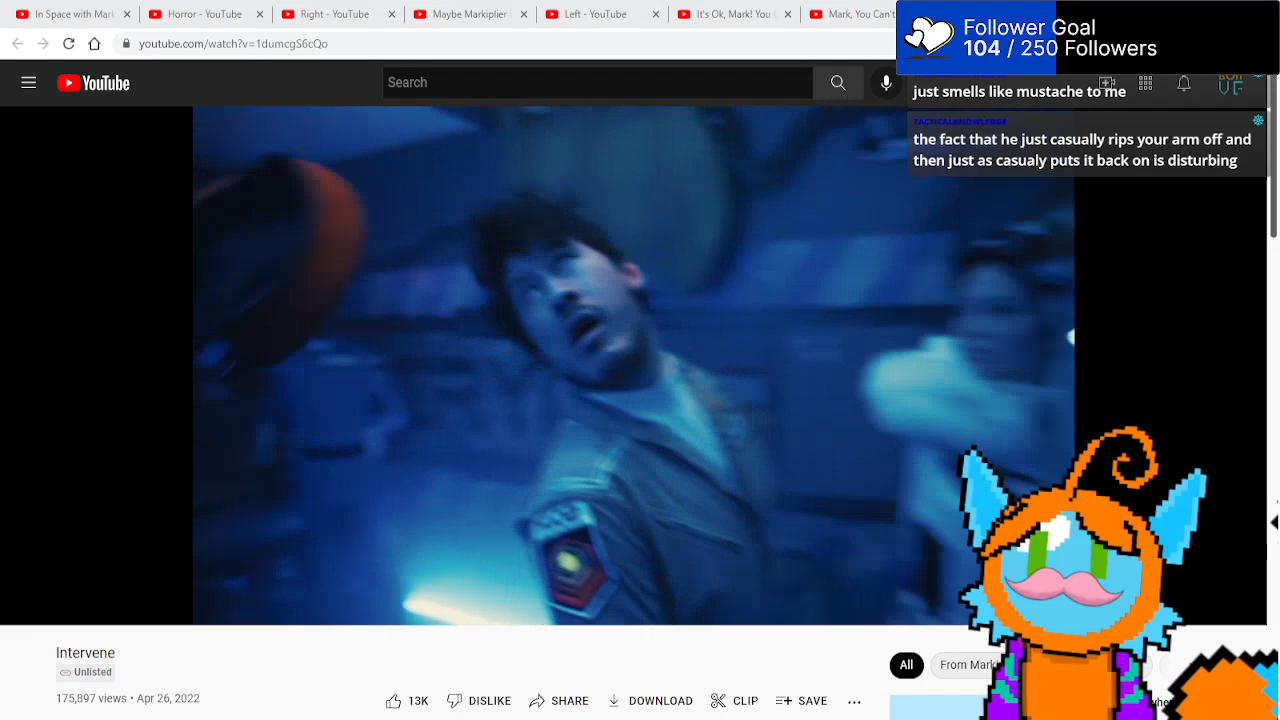 In Space with Mark
Horror - YouTube
Right - YouTube
Maybe Markiplier
Left - YouTube
It's Ok, Mark! You
Mark, You Can't
youtube.com/watch?v=1dumcgS6cQo
Follower Goal
104 / 250 Followers
YouTube
Search
just smells like mustache to me
TACTICALKNOWLEDGE
the fact that he just casually rips your arm off and
then just as casualy puts it back on is disturbing
Intervene
Unlisted
175,897 views • Apr 26, 2022
13
DISLIKE
SHARE
DOWNLOAD
CLIP
SAVE
All
From Mark